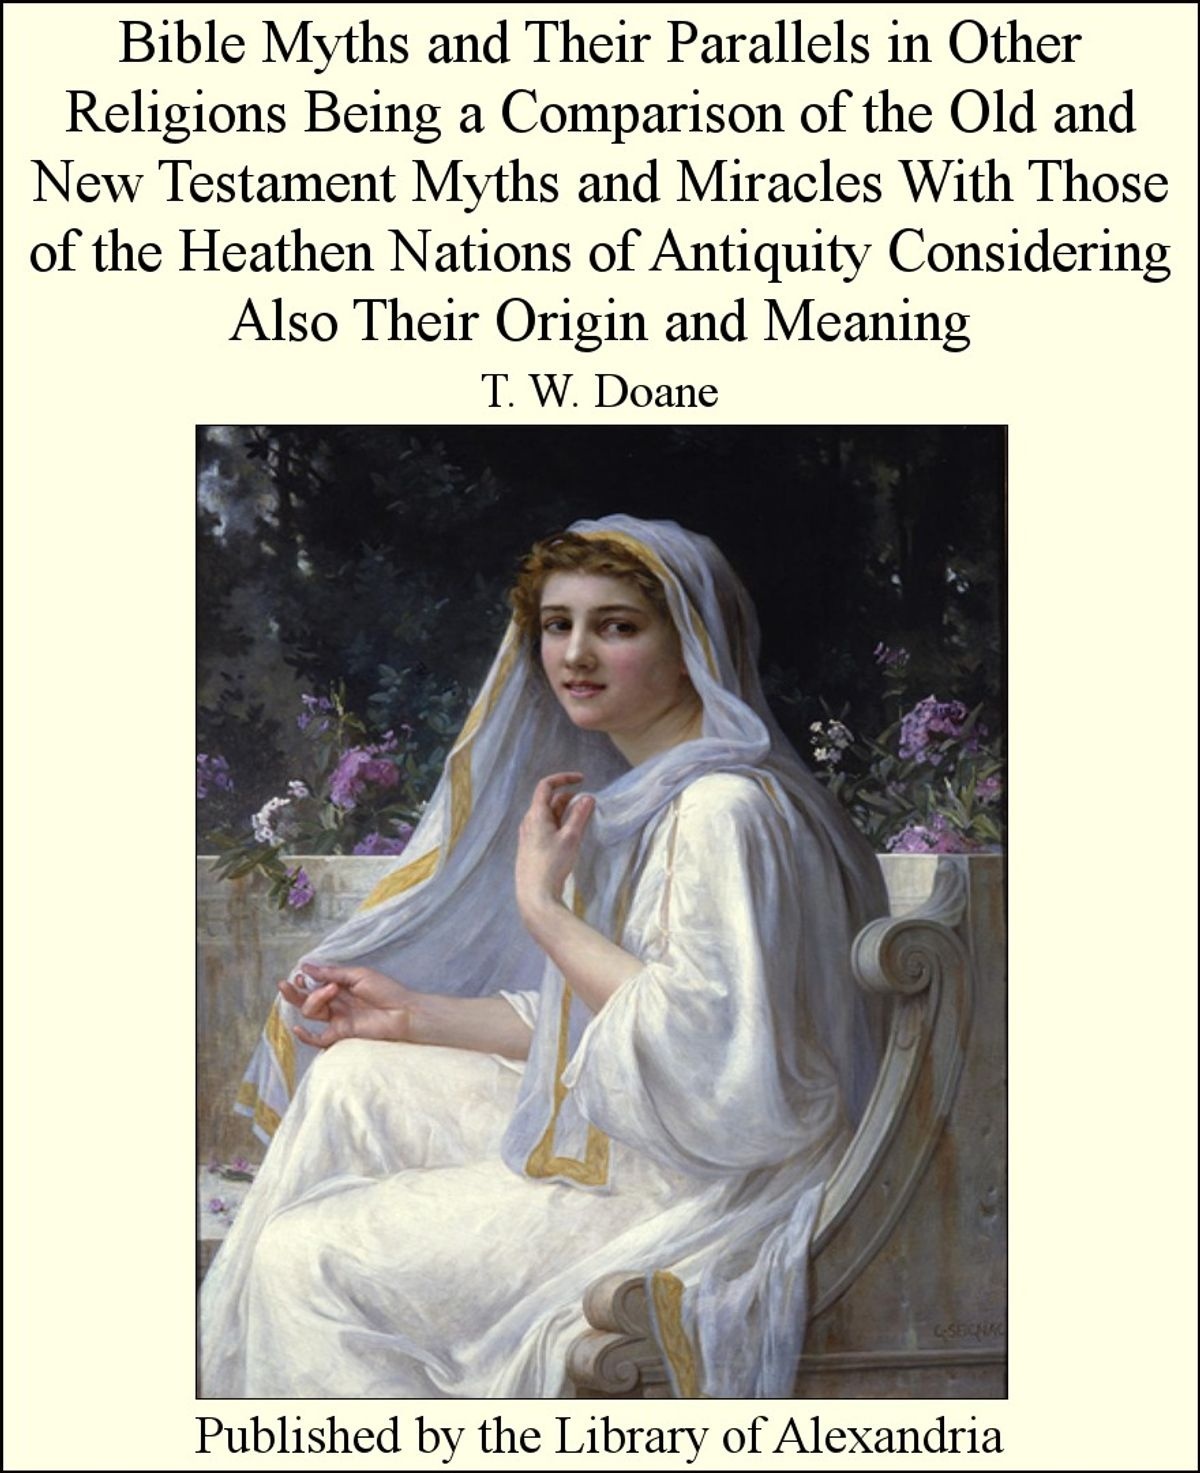 Bible Myths and Their Parallels in Other
Religions Being a Comparison of the Old and
New Testament Myths and Miracles With Those
of the Heathen Nations of Antiquity Considering
Also Their Origin and Meaning
T. W. Doane
G·SEIGNAC
Published by the Library of Alexandria